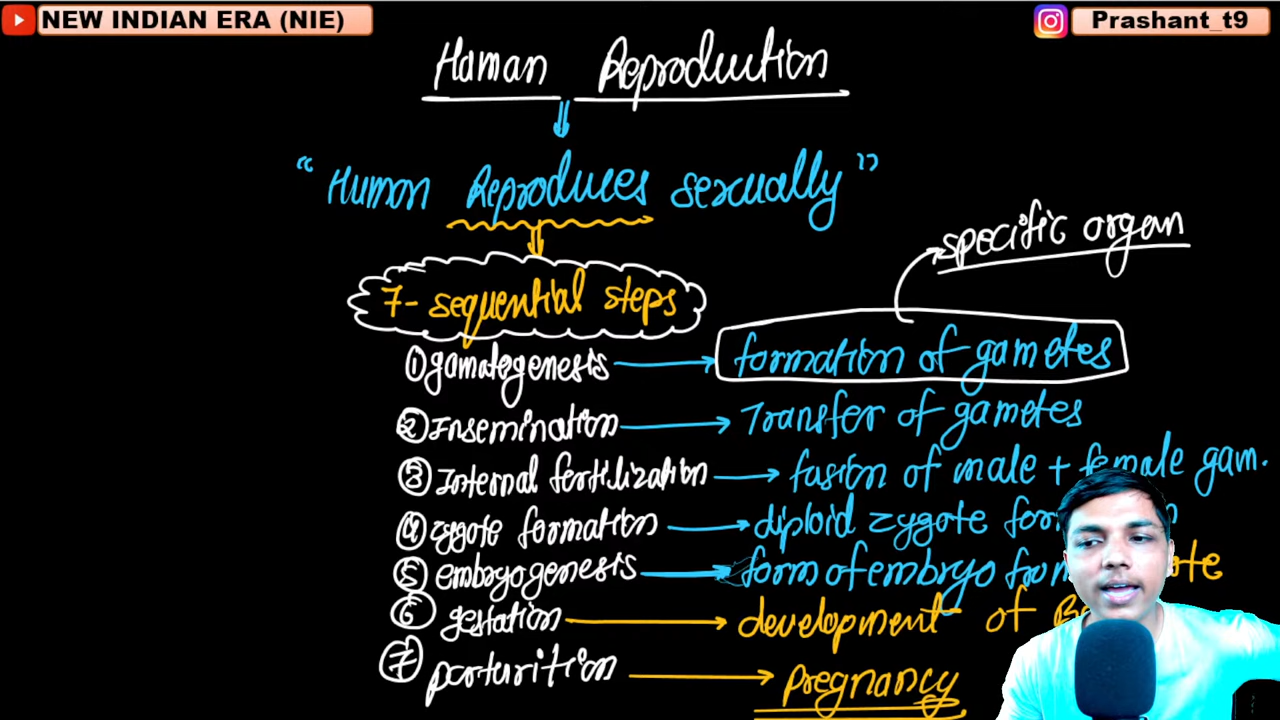 NEW INDIAN ERA (NIE)
Prashant_t9
Human Reproduction
"Human Reproduces sexually"
specific organ
7- sequential steps
① gamatogenesis → formation of gametes
② Insemination → Transfer of gametes
③ Internal fertilization → fusion of male + female gam.
④ zygote formation → diploid zygote
⑤ embryogenesis → form of embryo from
⑥ gestation → development of
⑦ parturition → pregnancy